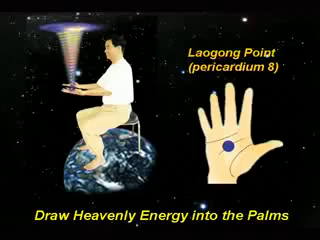 Laogong Point
(pericardium 8)
Draw Heavenly Energy into the Palms